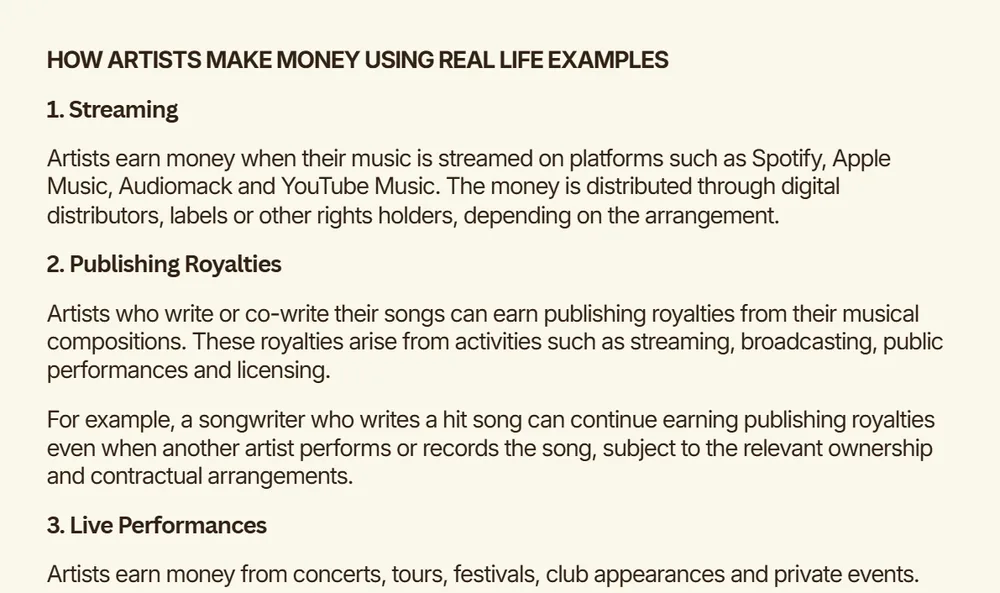 HOW ARTISTS MAKE MONEY USING REAL LIFE EXAMPLES
1. Streaming
Artists earn money when their music is streamed on platforms such as Spotify, Apple
Music, Audiomack and YouTube Music. The money is distributed through digital
distributors, labels or other rights holders, depending on the arrangement.
2. Publishing Royalties
Artists who write or co-write their songs can earn publishing royalties from their musical
compositions. These royalties arise from activities such as streaming, broadcasting, public
performances and licensing.
For example, a songwriter who writes a hit song can continue earning publishing royalties
even when another artist performs or records the song, subject to the relevant ownership
and contractual arrangements.
3. Live Performances
Artists earn money from concerts, tours, festivals, club appearances and private events.